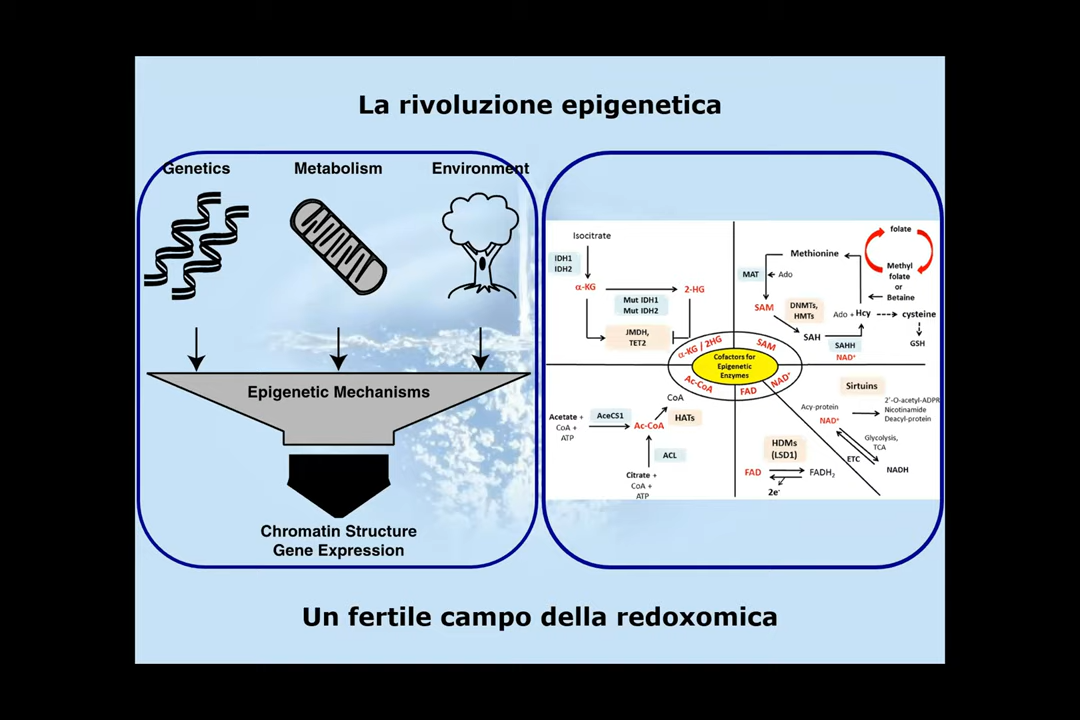 La rivoluzione epigenetica
Genetics
Metabolism
Environment
Epigenetic Mechanisms
Chromatin Structure
Gene Expression
Isocitrate
IDH1
IDH2
α-KG
2-HG
Mut IDH1
Mut IDH2
JMDH,
TET2
α-KG / 2HG
folate
Methionine
Methyl
folate
or
Betaine
MAT
Ado
SAM
DNMTs,
HMTs
Ado + Hcy
cysteine
SAH
SAHH
NAD⁺
GSH
SAM
Cofactors for
Epigenetic
Enzymes
Ac-CoA
FAD
NAD⁺
CoA
Acetate +
CoA +
ATP
AceCS1
Ac-CoA
HATs
ACL
Citrate +
CoA +
ATP
Sirtuins
Acy-protein
NAD⁺
2'-O-acetyl-ADPR
Nicotinamide
Deacyl-protein
Glycolysis,
TCA
ETC
NADH
HDMs
(LSD1)
FAD
FADH₂
2e⁻
Un fertile campo della redoxomica